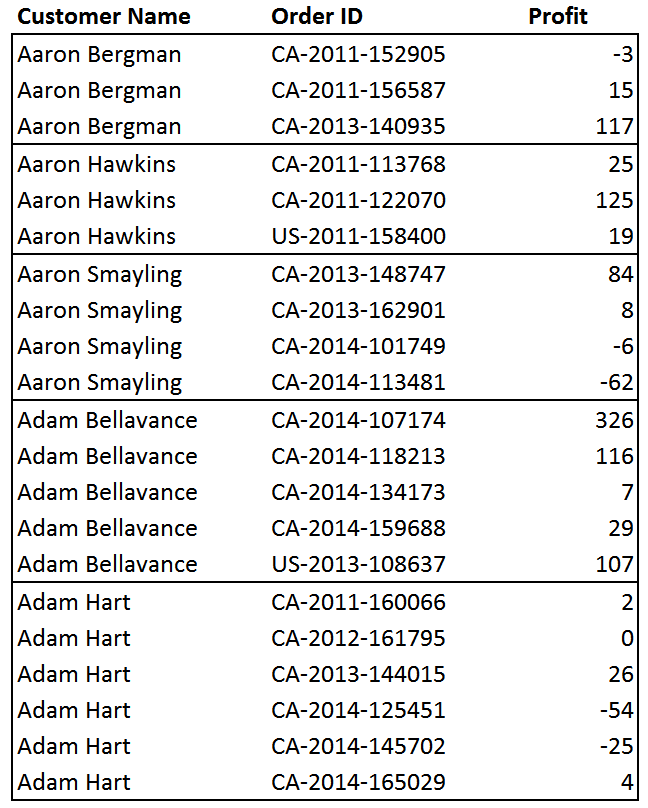 Customer Name Order ID Profit
Aaron Bergman CA-2011-152905 -3
Aaron Bergman CA-2011-156587 15
Aaron Bergman CA-2013-140935 117
Aaron Hawkins CA-2011-113768 25
Aaron Hawkins CA-2011-122070 125
Aaron Hawkins US-2011-158400 19
Aaron Smayling CA-2013-148747 84
Aaron Smayling CA-2013-162901 8
Aaron Smayling CA-2014-101749 -6
Aaron Smayling CA-2014-113481 -62
Adam Bellavance CA-2014-107174 326
Adam Bellavance CA-2014-118213 116
Adam Bellavance CA-2014-134173 7
Adam Bellavance CA-2014-159688 29
Adam Bellavance US-2013-108637 107
Adam Hart CA-2011-160066 2
Adam Hart CA-2012-161795 0
Adam Hart CA-2013-144015 26
Adam Hart CA-2014-125451 -54
Adam Hart CA-2014-145702 -25
Adam Hart CA-2014-165029 4